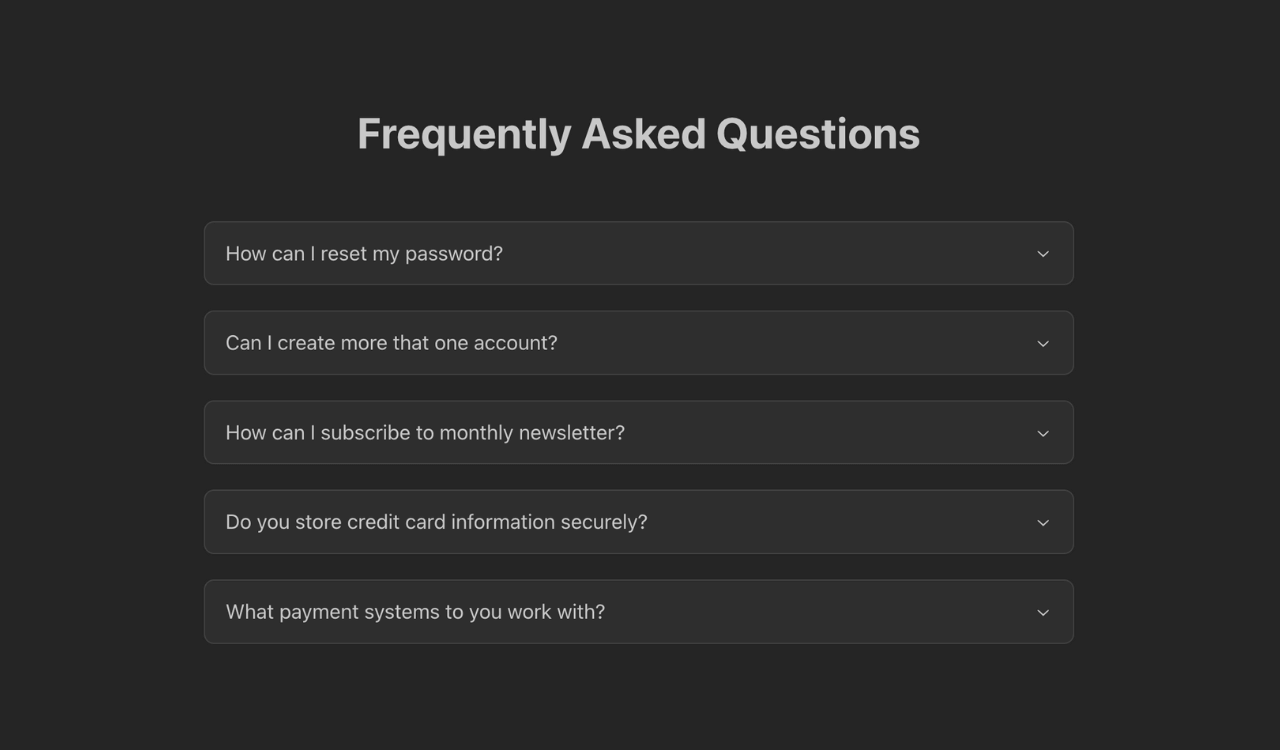 Frequently Asked Questions
How can I reset my password?
Can I create more that one account?
How can I subscribe to monthly newsletter?
Do you store credit card information securely?
What payment systems to you work with?